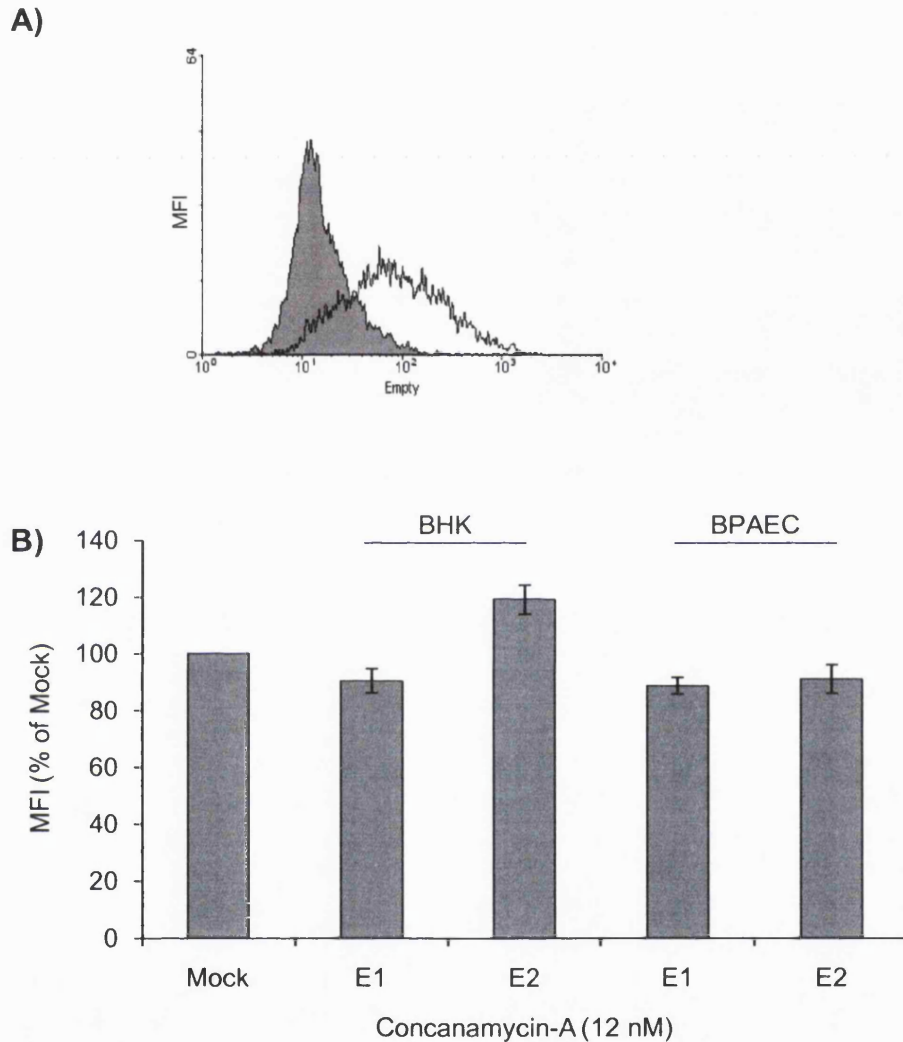 A)
64
MFI
0
10⁰ 10¹ 10² 10³ 10⁴
Empty
B)
BHK BPAEC
140
120
100
80
60
40
20
0
MFI (% of Mock)
Mock E1 E2 E1 E2
Concanamycin-A (12 nM)